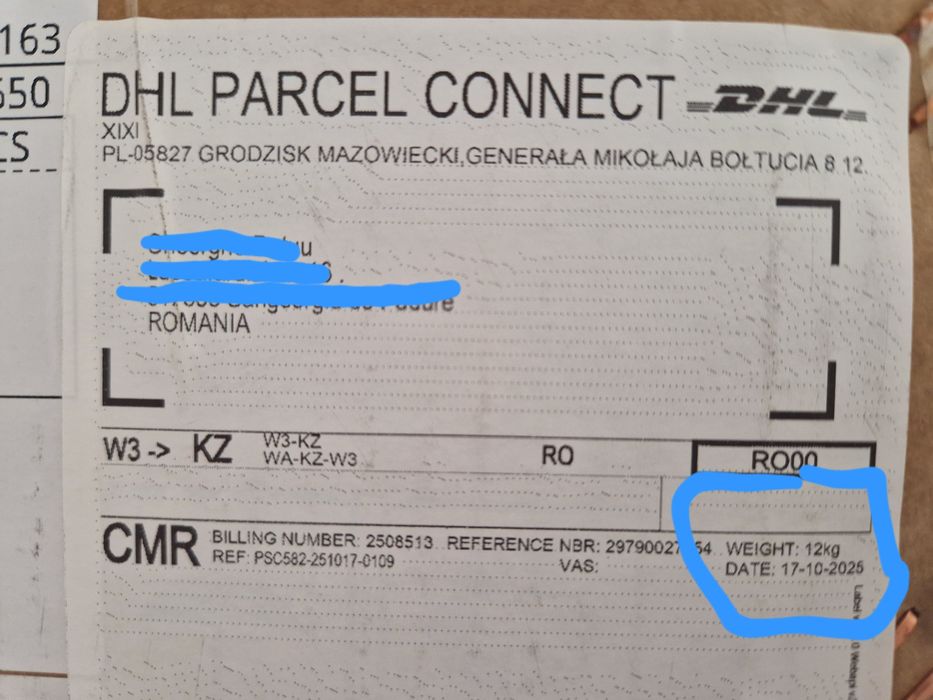 163
650
CS
DHL PARCEL CONNECT DHL
XIXI
PL-05827 GRODZISK MAZOWIECKI,GENERAŁA MIKOŁAJA BOŁTUCIA 8 12.
ROMANIA
W3 -> KZ W3-KZ RO RO00
WA-KZ-W3
CMR BILLING NUMBER: 2508513 REFERENCE NBR: WEIGHT: 12kg
REF: PSC582-251017-0109 VAS: DATE: 17-10-2025
Label